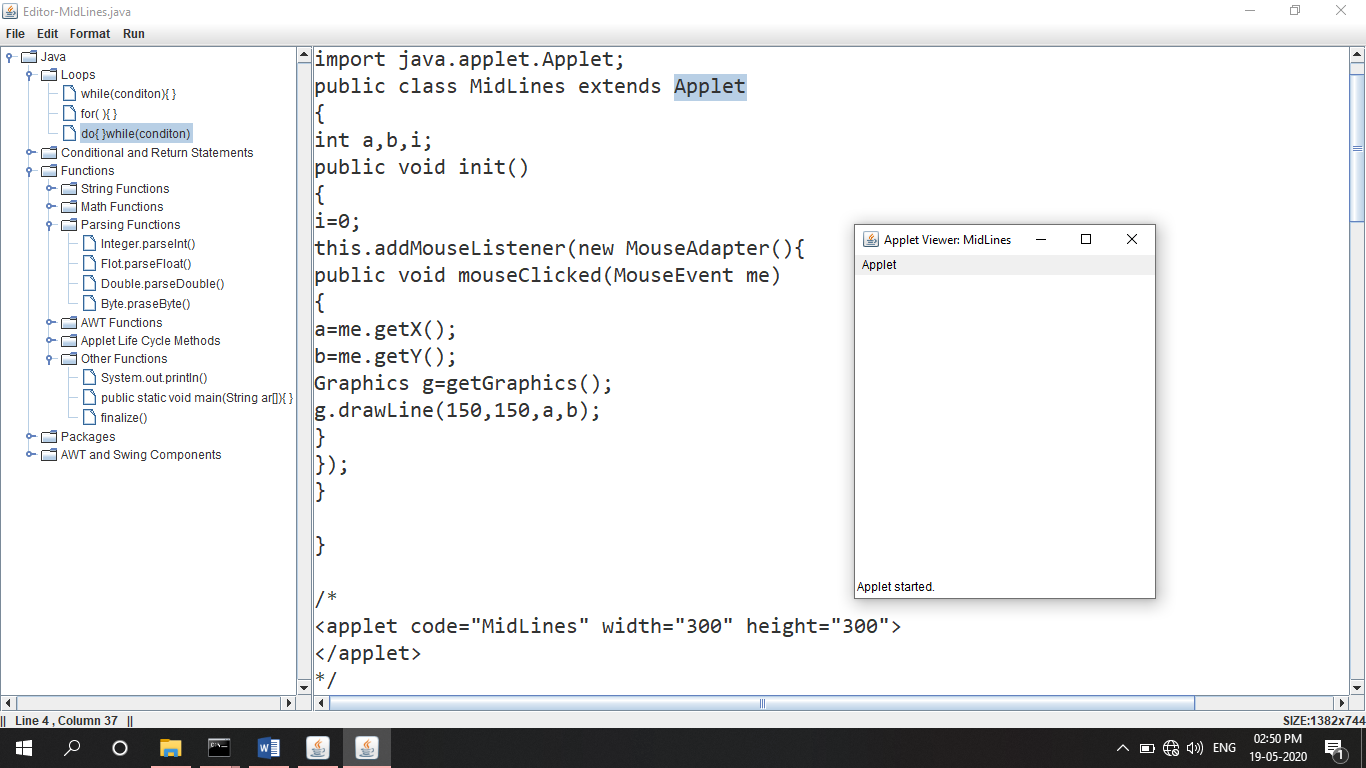 Editor-MidLines.java
File Edit Format Run
Java
Loops
while(conditon){ }
for( ){ }
do{ }while(conditon)
Conditional and Return Statements
Functions
String Functions
Math Functions
Parsing Functions
Integer.parseInt()
Flot.parseFloat()
Double.parseDouble()
Byte.praseByte()
AWT Functions
Applet Life Cycle Methods
Other Functions
System.out.println()
public static void main(String ar[]){ }
finalize()
Packages
AWT and Swing Components
import java.applet.Applet;
public class MidLines extends Applet
{
int a,b,i;
public void init()
{
i=0;
this.addMouseListener(new MouseAdapter(){
public void mouseClicked(MouseEvent me)
{
a=me.getX();
b=me.getY();
Graphics g=getGraphics();
g.drawLine(150,150,a,b);
}
});
}
}
/*
<applet code="MidLines" width="300" height="300">
</applet>
*/
Applet Viewer: MidLines
Applet
Applet started.
|| Line 4 , Column 37 ||
SIZE:1382x744
ENG
02:50 PM
19-05-2020
1